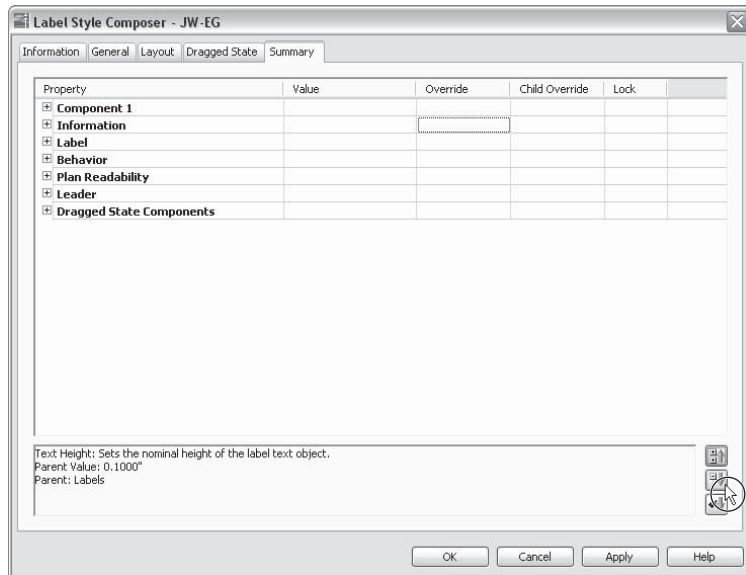 Label Style Composer - JW-EG
Information General Layout Dragged State Summary
Property Value Override Child Override Lock
Component 1
Information
Label
Behavior
Plan Readability
Leader
Dragged State Components
Text Height: Sets the nominal height of the label text object.
Parent Value: 0.1000"
Parent: Labels
OK Cancel Apply Help